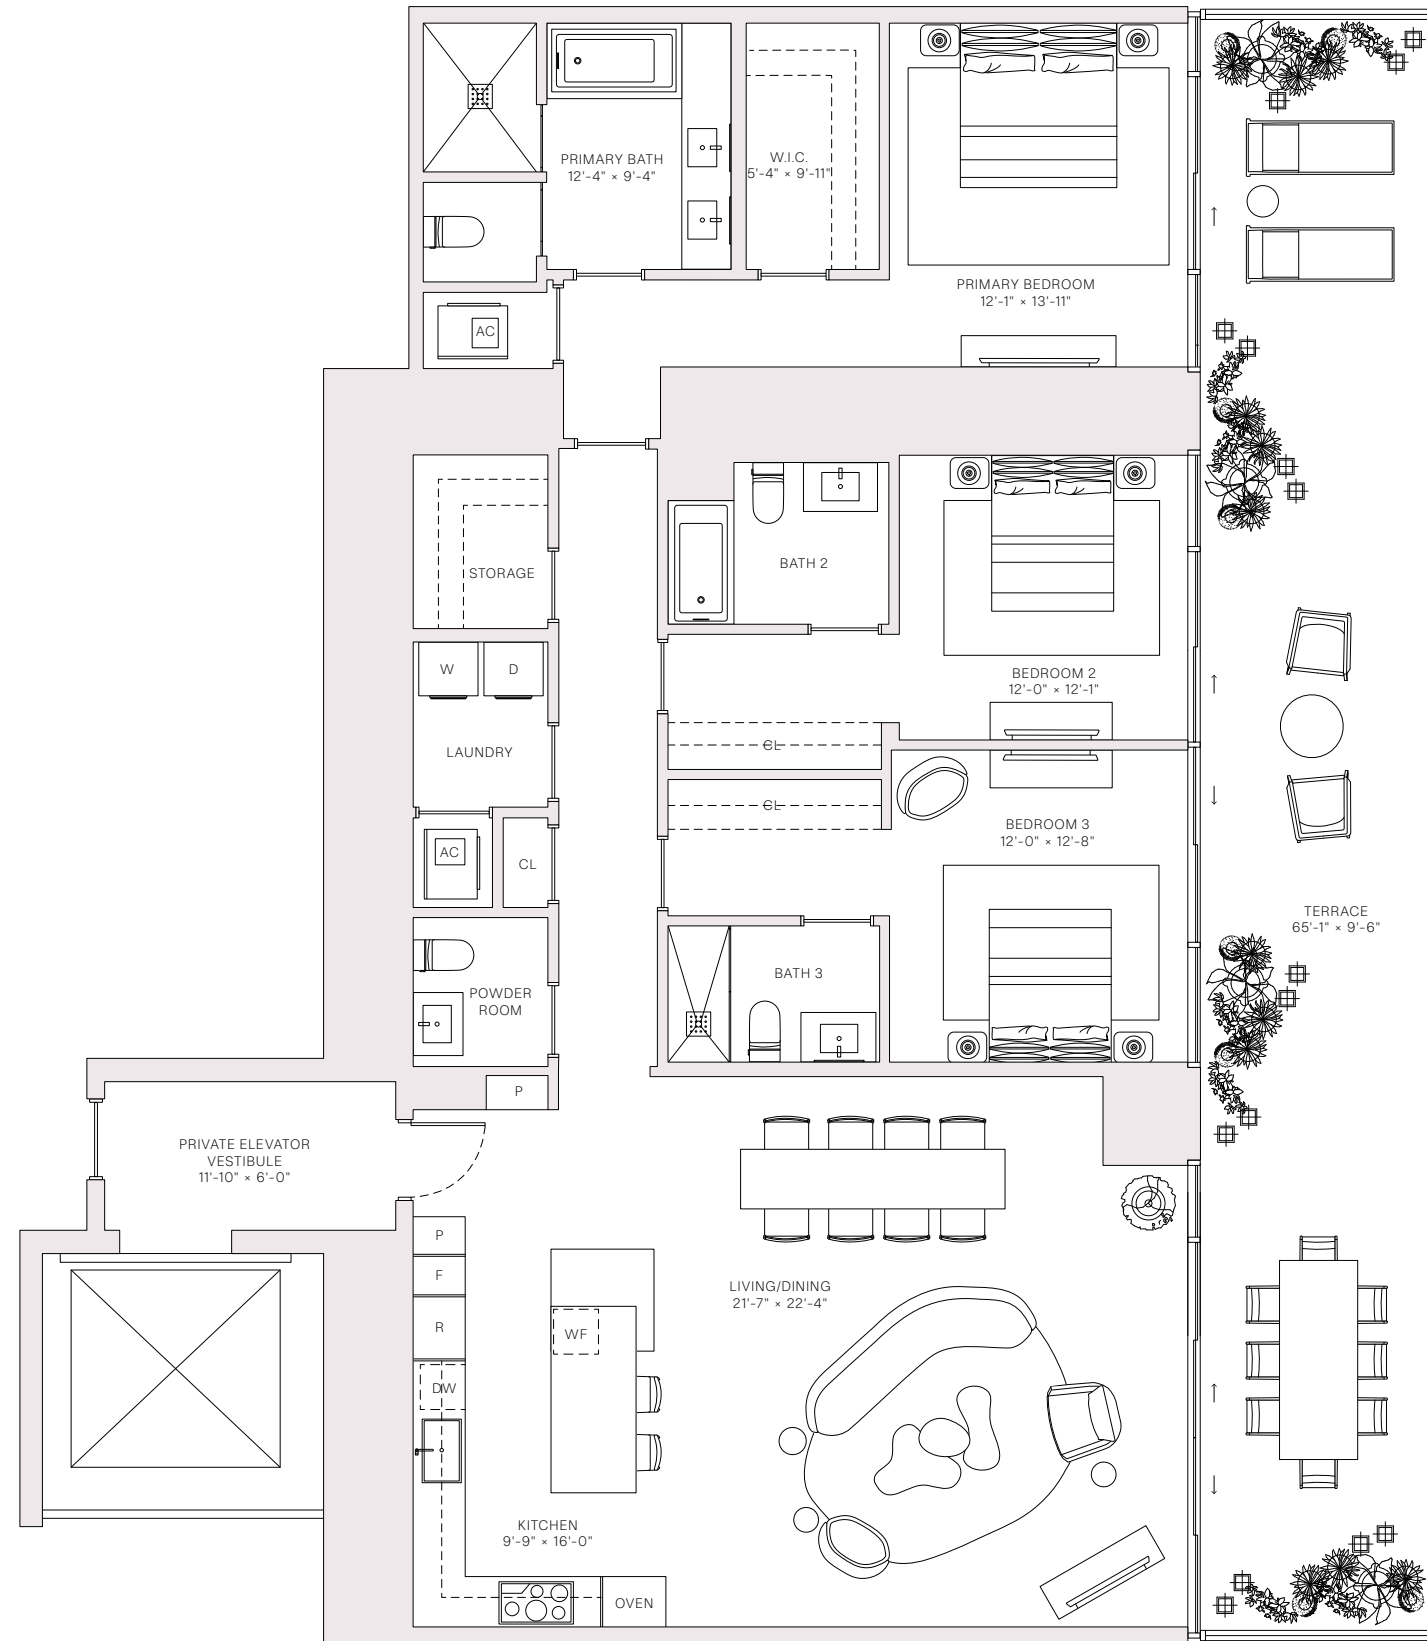 PRIMARY BATH
12'-4" × 9'-4"
W.I.C.
5'-4" × 9'-11"
PRIMARY BEDROOM
12'-1" × 13'-11"
AC
STORAGE
BATH 2
W
D
BEDROOM 2
12'-0" × 12'-1"
LAUNDRY
CL
CL
BEDROOM 3
12'-0" × 12'-8"
AC
CL
TERRACE
65'-1" × 9'-6"
POWDER
ROOM
BATH 3
P
PRIVATE ELEVATOR
VESTIBULE
11'-10" × 6'-0"
P
F
R
DW
WF
LIVING/DINING
21'-7" × 22'-4"
KITCHEN
9'-9" × 16'-0"
OVEN